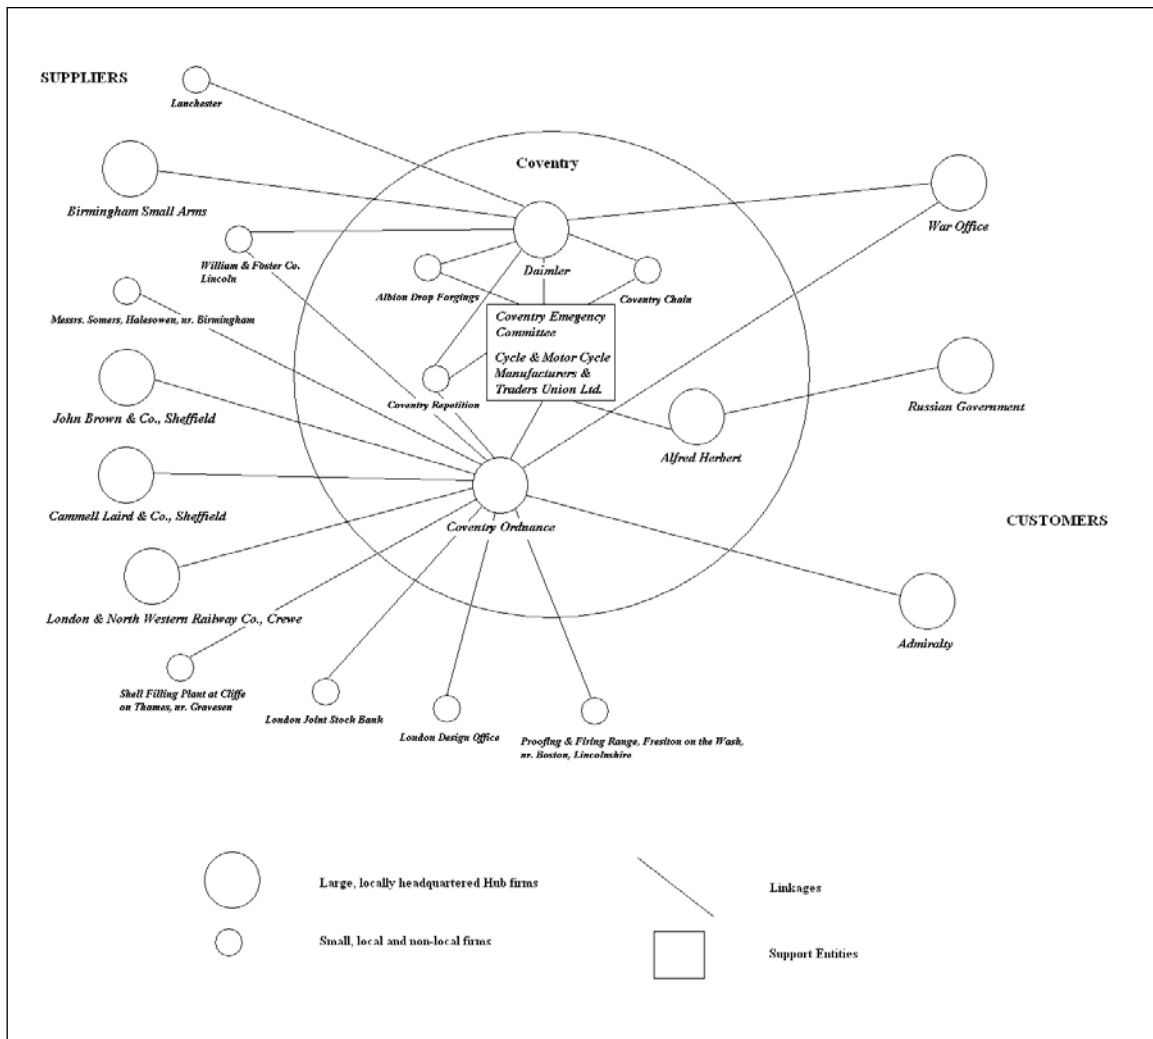 SUPPLIERS
Lanchester
Coventry
Birmingham Small Arms
War Office
William & Foster Co.
Lincoln
Daimler
Albion Drop Forgings
Coventry Chain
Messrs. Somers, Halesowen, nr. Birmingham
Coventry Emegency
Committee
Cycle & Motor Cycle
Manufacturers &
Traders Union Ltd.
Coventry Repetition
John Brown & Co., Sheffield
Russian Government
Alfred Herbert
Cammell Laird & Co., Sheffield
Coventry Ordnance
CUSTOMERS
London & North Western Railway Co., Crewe
Admiralty
Shell Filling Plant at Cliffe
on Thames, nr. Gravesen
London Joint Stock Bank
London Design Office
Proofing & Firing Range, Freston on the Wash,
nr. Boston, Lincolnshire
Large, locally headquartered Hub firms
Linkages
Small, local and non-local firms
Support Entities